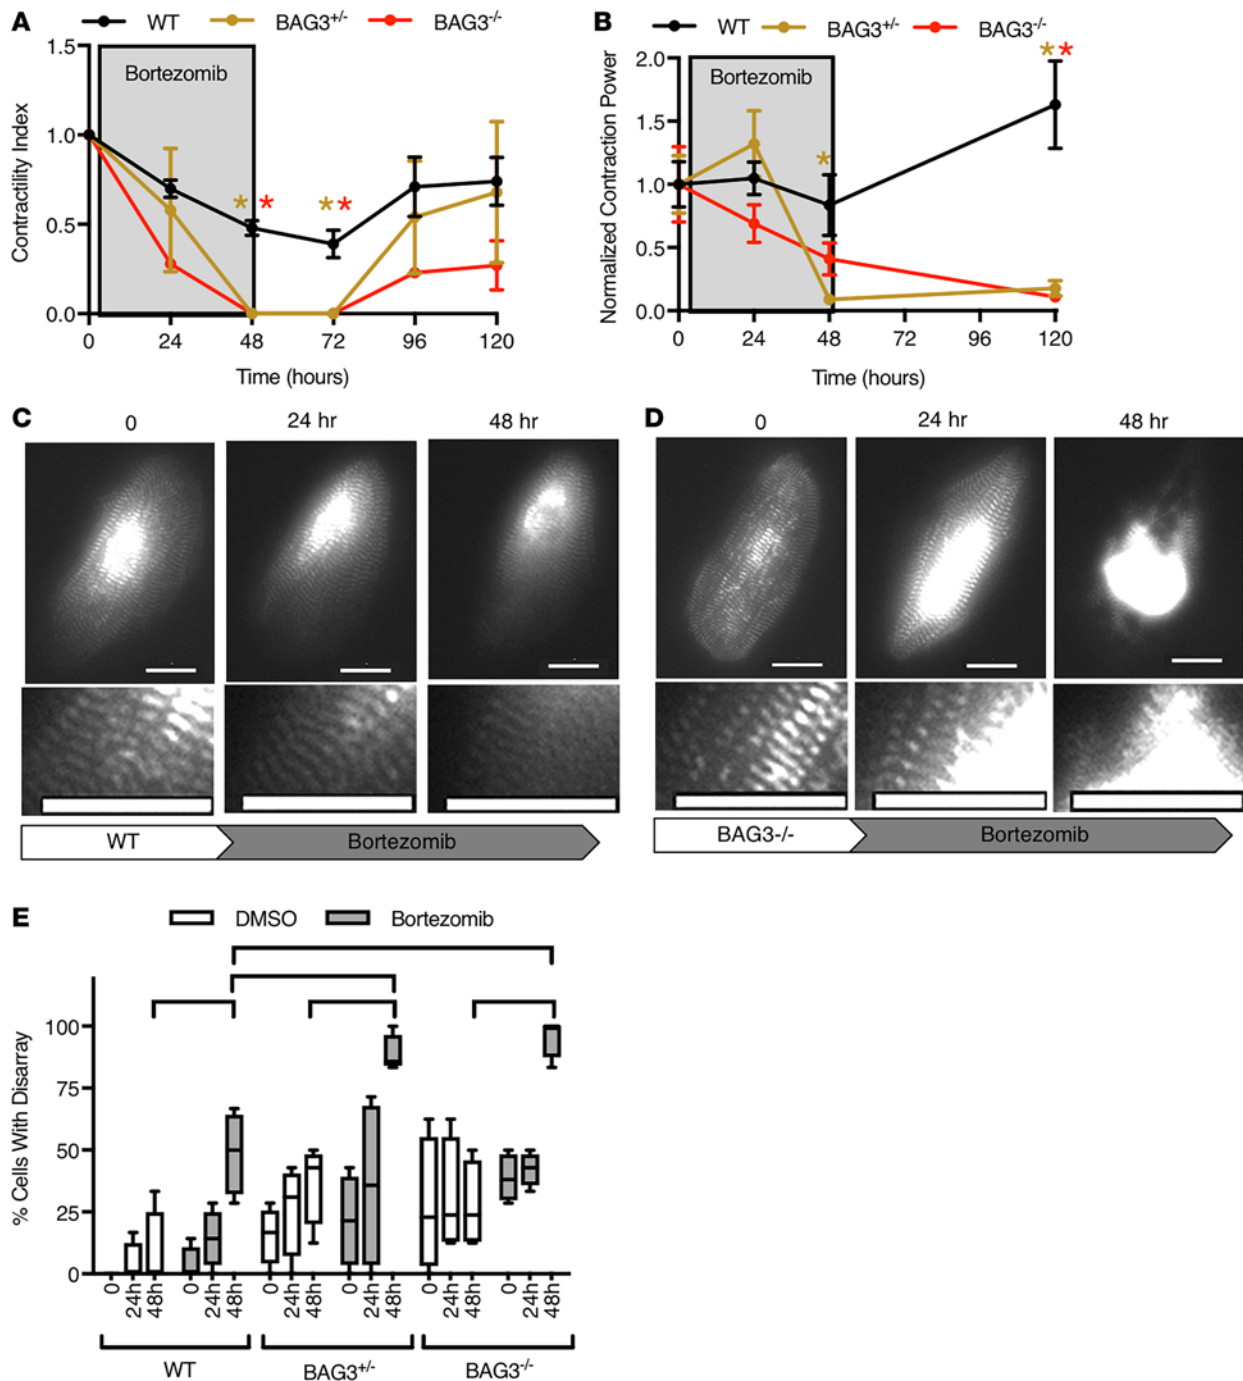 A
WT
BAG3+/-
BAG3-/-
Bortezomib
Contractility Index
1.5
1.0
0.5
0.0
* *
* *
0 24 48 72 96 120
Time (hours)
B
WT
BAG3+/-
BAG3-/-
Bortezomib
Normalized Contraction Power
2.0
1.5
1.0
0.5
0.0
*
* *
0 24 48 72 96 120
Time (hours)
C
0 24 hr 48 hr
WT Bortezomib
D
0 24 hr 48 hr
BAG3-/- Bortezomib
E
DMSO Bortezomib
% Cells With Disarray
100
75
50
25
0
0 24h 48h 0 24h 48h 0 24h 48h 0 24h 48h 0 24h 48h 0 24h 48h
WT BAG3+/- BAG3-/-